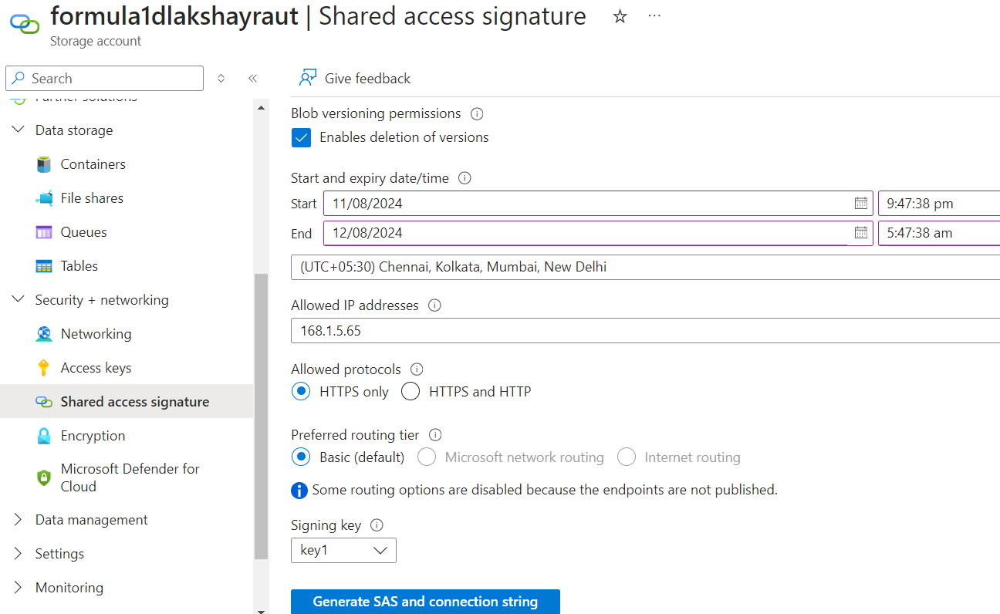 formula1dlakshayraut | Shared access signature
Storage account
Search
Give feedback
Partner solutions
Data storage
Containers
File shares
Queues
Tables
Security + networking
Networking
Access keys
Shared access signature
Encryption
Microsoft Defender for
Cloud
Data management
Settings
Monitoring
Blob versioning permissions
Enables deletion of versions
Start and expiry date/time
Start 11/08/2024 9:47:38 pm
End 12/08/2024 5:47:38 am
(UTC+05:30) Chennai, Kolkata, Mumbai, New Delhi
Allowed IP addresses
168.1.5.65
Allowed protocols
HTTPS only HTTPS and HTTP
Preferred routing tier
Basic (default) Microsoft network routing Internet routing
Some routing options are disabled because the endpoints are not published.
Signing key
key1
Generate SAS and connection string